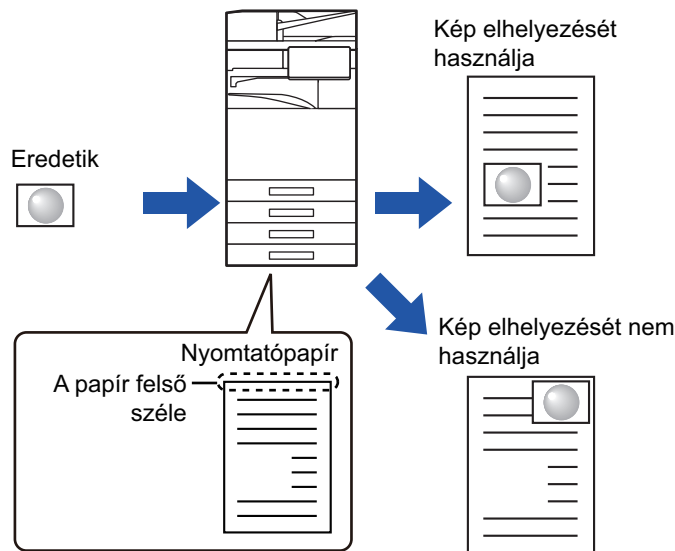 Kép elhelyezését
használja
Eredetik
Kép elhelyezését nem
használja
Nyomtatópapír
A papír felső
széle